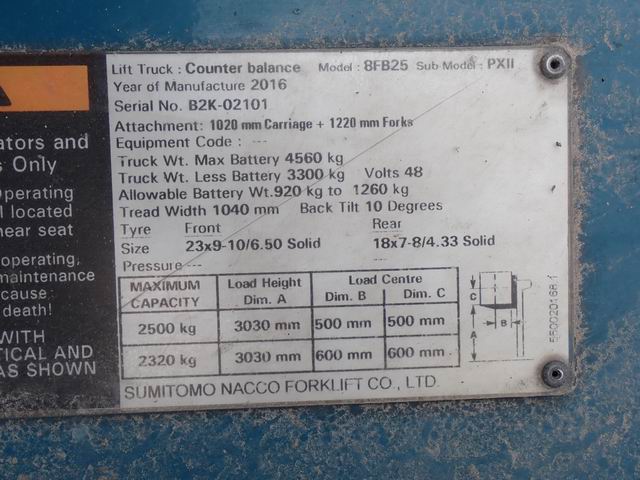 Lift Truck : Counter balance Model : 8FB25 Sub Model : PXII
Year of Manufacture 2016
Serial No. B2K-02101
Attachment: 1020 mm Carriage + 1220 mm Forks
Equipment Code : ---
Truck Wt. Max Battery 4560 kg
Truck Wt. Less Battery 3300 kg Volts 48
Allowable Battery Wt. 920 kg to 1260 kg
Tread Width 1040 mm Back Tilt 10 Degrees
Tyre Front Rear
Size 23x9-10/6.50 Solid 18x7-8/4.33 Solid
Pressure ---
MAXIMUM CAPACITY Load Height Dim. A Load Centre Dim. B Dim. C
2500 kg 3030 mm 500 mm 500 mm
2320 kg 3030 mm 600 mm 600 mm
SUMITOMO NACCO FORKLIFT CO., LTD.
C
B
A
550020168-1
ators and
s Only
Operating
located
near seat
operating,
maintenance
cause
death!
WITH
TICAL AND
AS SHOWN